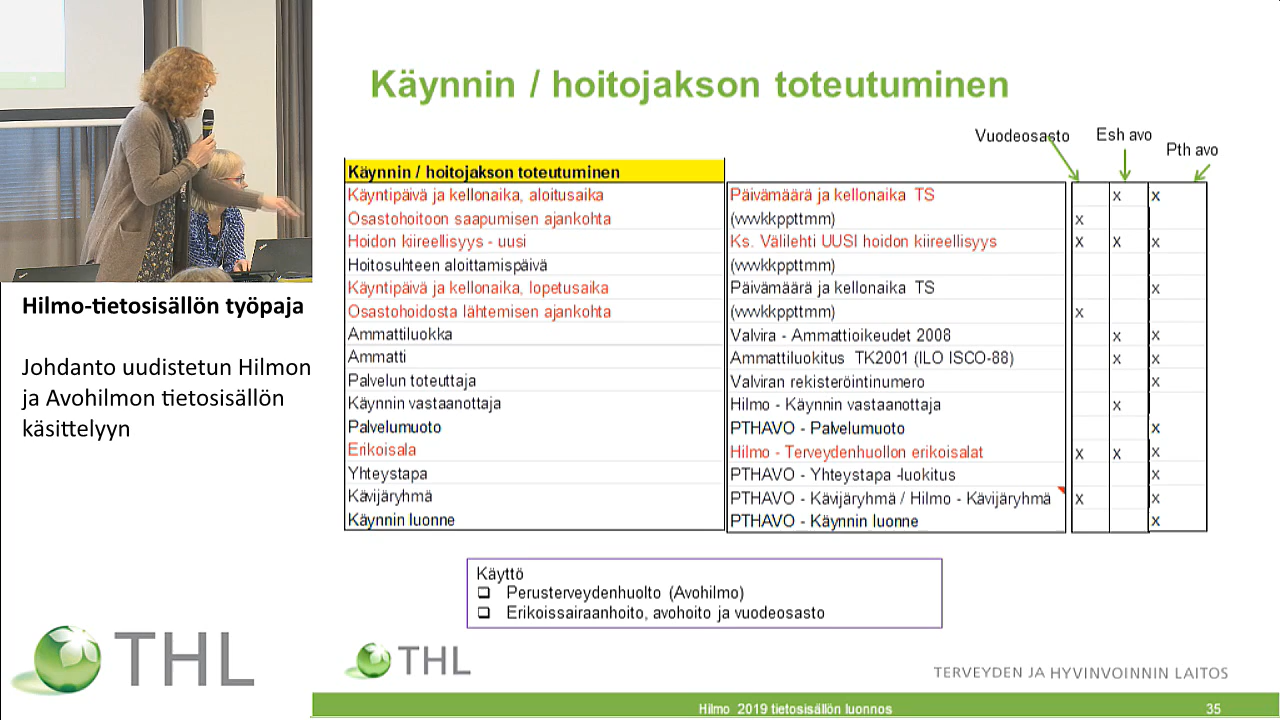 Käynnin / hoitojakson toteutuminen
Vuodeosasto
Esh avo
Pth avo
Käynnin / hoitojakson toteutuminen
Käyntipäivä ja kellonaika, aloitusaika Päivämäärä ja kellonaika TS x x
Osastohoitoon saapumisen ajankohta (vvvvkkppttmm) x
Hoidon kiireellisyys - uusi Ks. Välilehti UUSI hoidon kiireellisyys x x x
Hoitosuhteen aloittamispäivä (vvvvkkppttmm)
Käyntipäivä ja kellonaika, lopetusaika Päivämäärä ja kellonaika TS x
Osastohoidosta lähtemisen ajankohta (vvvvkkppttmm) x
Ammattiluokka Valvira - Ammattioikeudet 2008 x x
Ammatti Ammattiluokitus TK2001 (ILO ISCO-88) x x
Palvelun toteuttaja Valviran rekisteröintinumero x
Käynnin vastaanottaja Hilmo - Käynnin vastaanottaja x
Palvelumuoto PTHAVO - Palvelumuoto x
Erikoisala Hilmo - Terveydenhuollon erikoisalat x x x
Yhteystapa PTHAVO - Yhteystapa -luokitus x
Kävijäryhmä PTHAVO - Kävijäryhmä / Hilmo - Kävijäryhmä x x
Käynnin luonne PTHAVO - Käynnin luonne x
Käyttö
Perusterveydenhuolto (Avohilmo)
Erikoissairaanhoito, avohoito ja vuodeosasto
Hilmo-tietosisällön työpaja
Johdanto uudistetun Hilmon
ja Avohilmon tietosisällön
käsittelyyn
THL
THL
TERVEYDEN JA HYVINVOINNIN LAITOS
Hilmo 2019 tietosisällön luonnos
35